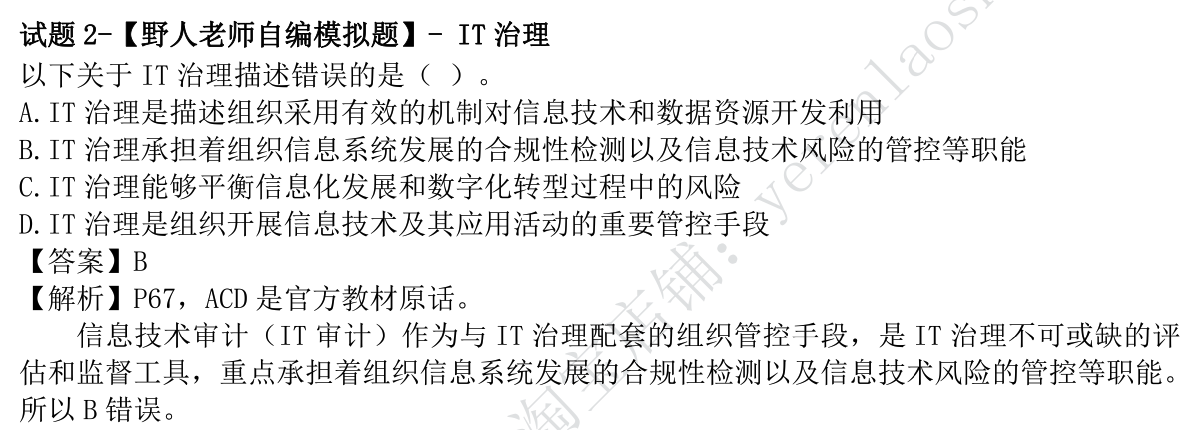 试题 2-【野人老师自编模拟题】- IT 治理
以下关于 IT 治理描述错误的是（ ）。
A.IT 治理是描述组织采用有效的机制对信息技术和数据资源开发利用
B.IT 治理承担着组织信息系统发展的合规性检测以及信息技术风险的管控等职能
C.IT 治理能够平衡信息化发展和数字化转型过程中的风险
D.IT 治理是组织开展信息技术及其应用活动的重要管控手段
【答案】B
【解析】P67，ACD 是官方教材原话。
信息技术审计（IT 审计）作为与 IT 治理配套的组织管控手段，是 IT 治理不可或缺的评
估和监督工具，重点承担着组织信息系统发展的合规性检测以及信息技术风险的管控等职能。
所以 B 错误。
淘宝店铺：yerenlaos